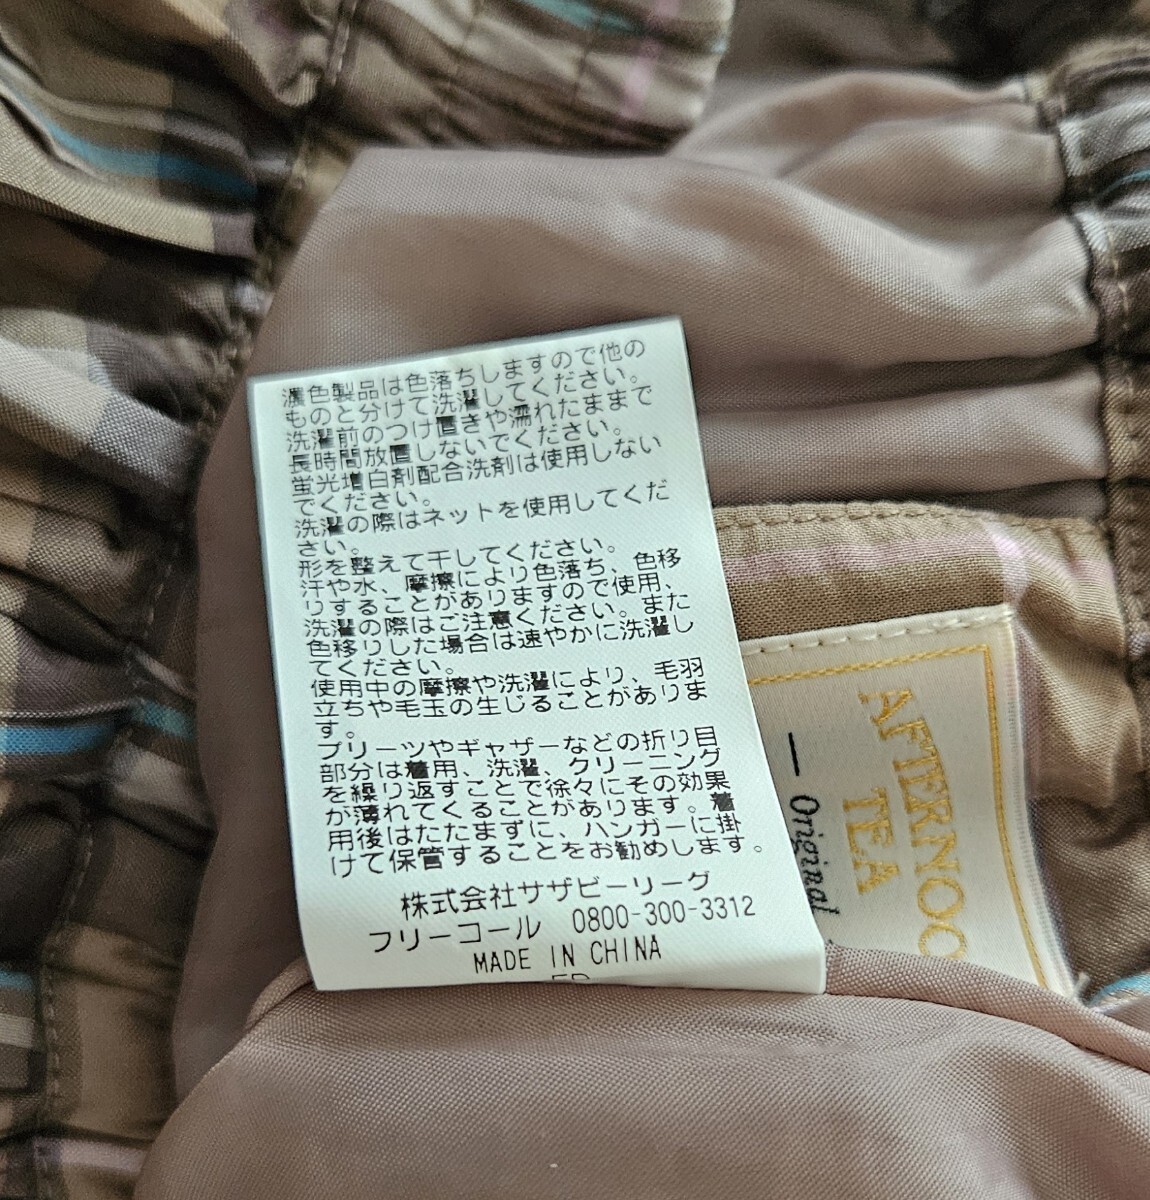 濃色製品は色落ちしますので他の
ものと分けて洗濯してください。
洗濯前のつけ置きや濡れたままで
長時間放置しないでください。
蛍光増白剤配合洗剤は使用しない
でください。
洗濯の際はネットを使用してくだ
さい。
形を整えて干してください。
汗や水、摩擦により色落ち、色移
りすることがありますので使用、
洗濯の際はご注意ください。また
色移りした場合は速やかに洗濯し
てください。
使用中の摩擦や洗濯により、毛羽
立ちや毛玉の生じることがありま
す。
プリーツやギャザーなどの折り目
部分は着用、洗濯、クリーニング
を繰り返すことで徐々にその効果
が薄れてくることがあります。着
用後はたたまずに、ハンガーに掛
けて保管することをお勧めします。
株式会社サザビーリーグ
フリーコール 0800-300-3312
MADE IN CHINA
AFTERNOO
TEA
— Original